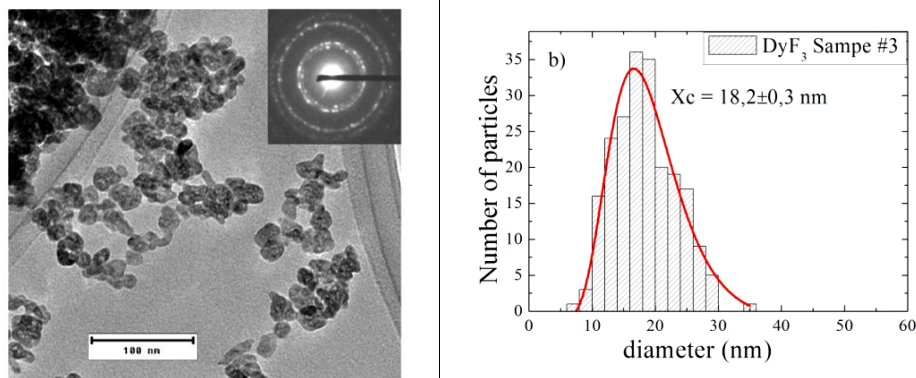 100 nm
b)
DyF3 Sampe #3
Xc = 18,2±0,3 nm
Number of particles
35
30
25
20
15
10
5
0
0 10 20 30 40 50 60
diameter (nm)